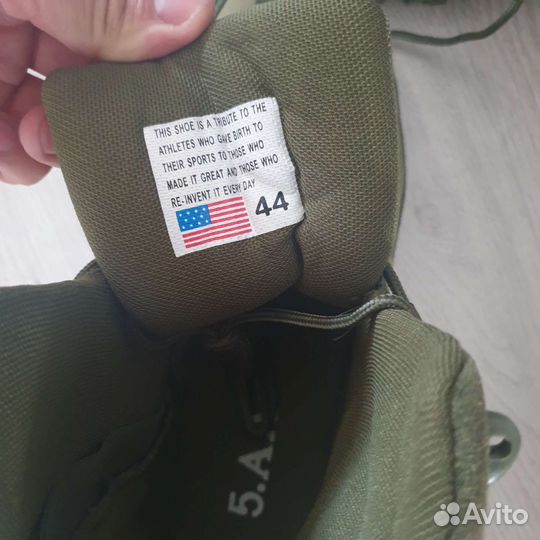 THIS SHOE IS A TRIBUTE TO THE
ATHLETES WHO GAVE BIRTH TO
THEIR SPORTS TO THOSE WHO
MADE IT GREAT AND THOSE WHO
RE-INVENT IT EVERY DAY
44
5.A
Avito